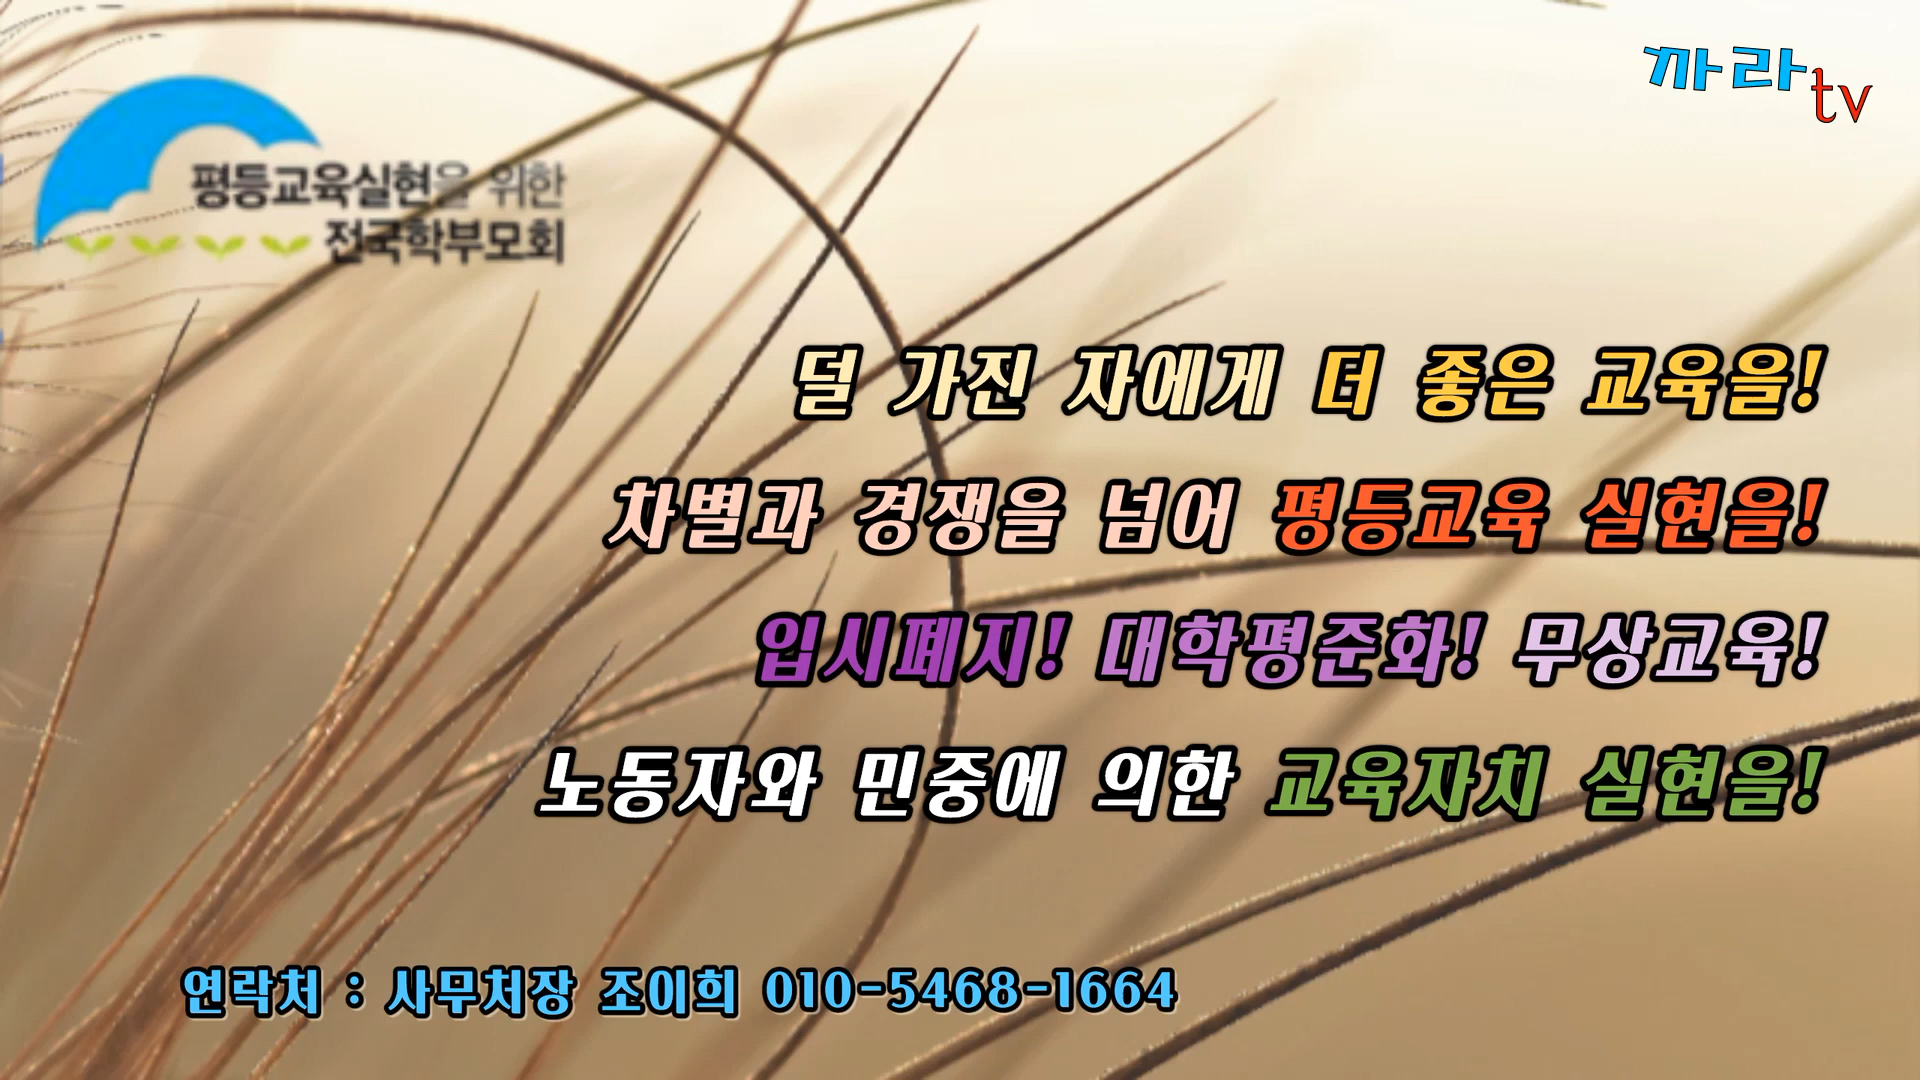 까라tv
평등교육실현을 위한
전국학부모회
덜 가진 자에게 더 좋은 교육을!
차별과 경쟁을 넘어 평등교육 실현을!
입시폐지! 대학평준화! 무상교육!
노동자와 민중에 의한 교육자치 실현을!
연락처 : 사무처장 조이희 010-5468-1664